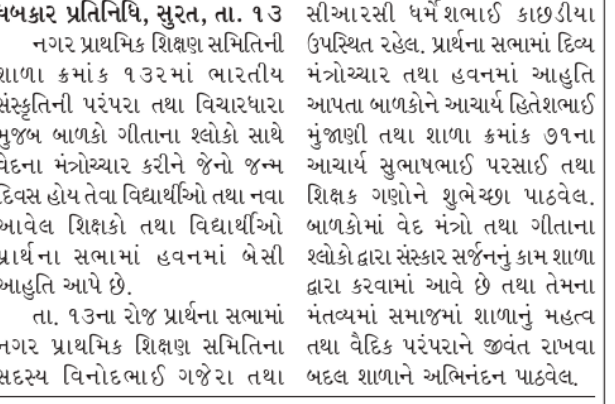 ધબકાર પ્રતિનિધિ, સુરત, તા. ૧૩
નગર પ્રાથમિક શિક્ષણ સમિતિની
શાળા ક્રમાંક ૧૩૨માં ભારતીય
સંસ્કૃતિની પરંપરા તથા વિચારધારા
મુજબ બાળકો ગીતાના શ્લોકો સાથે
વેદના મંત્રોચ્ચાર કરીને જેનો જન્મ
દિવસ હોય તેવા વિદ્યાર્થીઓ તથા નવા
આવેલ શિક્ષકો તથા વિદ્યાર્થીઓ
પ્રાર્થના સભામાં હવનમાં બેસી
આહુતિ આપે છે.
તા. ૧૩ના રોજ પ્રાર્થના સભામાં
નગર પ્રાથમિક શિક્ષણ સમિતિના
સદસ્ય વિનોદભાઈ ગજેરા તથા
સીઆરસી ધર્મેશભાઈ કાછડીયા
ઉપસ્થિત રહેલ. પ્રાર્થના સભામાં દિવ્ય
મંત્રોચ્ચાર તથા હવનમાં આહુતિ
આપતા બાળકોને આચાર્ય હિતેશભાઈ
મુંજાણી તથા શાળા ક્રમાંક ૭૧ના
આચાર્ય સુભાષભાઈ પરસાઈ તથા
શિક્ષક ગણોને શુભેચ્છા પાઠવેલ.
બાળકોમાં વેદ મંત્રો તથા ગીતાના
શ્લોકો દ્વારા સંસ્કાર સર્જનનું કામ શાળા
દ્વારા કરવામાં આવે છે તથા તેમના
મંતવ્યમાં સમાજમાં શાળાનું મહત્વ
તથા વૈદિક પરંપરાને જીવંત રાખવા
બદલ શાળાને અભિનંદન પાઠવેલ.